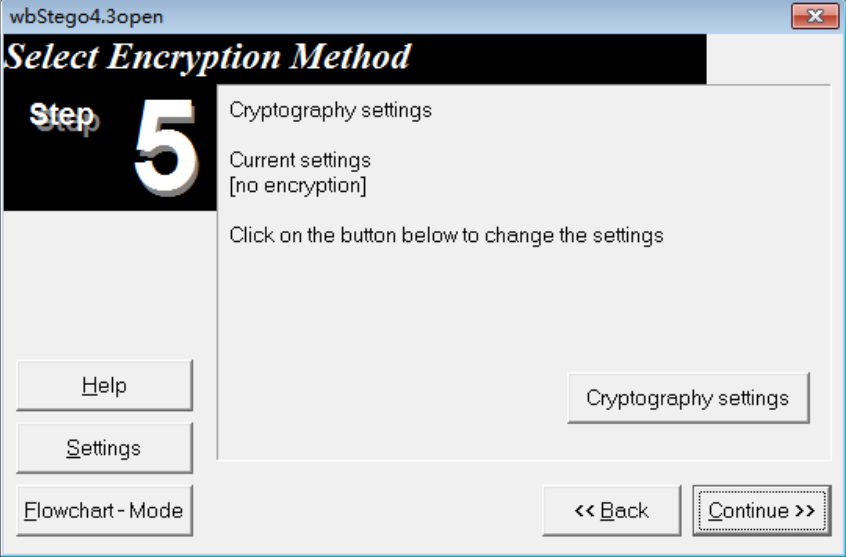 wbStego4.3open
Select Encryption Method
Step 5
Cryptography settings
Current settings
[no encryption]
Click on the button below to change the settings
Help
Cryptography settings
Settings
Flowchart - Mode
<< Back
Continue >>